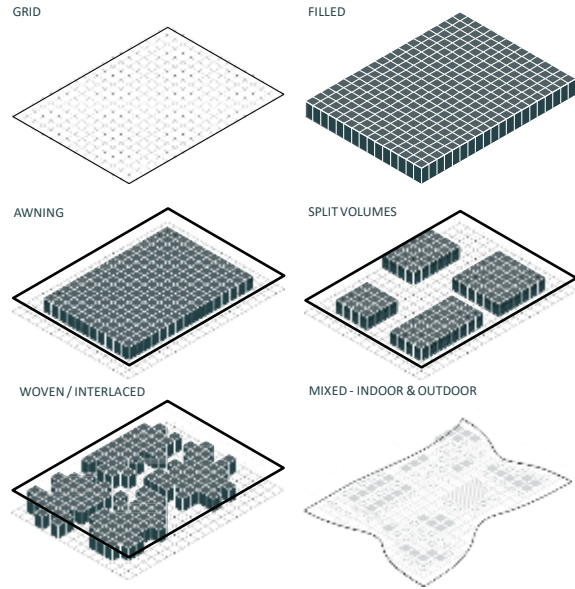 GRID
FILLED
AWNING
SPLIT VOLUMES
WOVEN / INTERLACED
MIXED - INDOOR & OUTDOOR